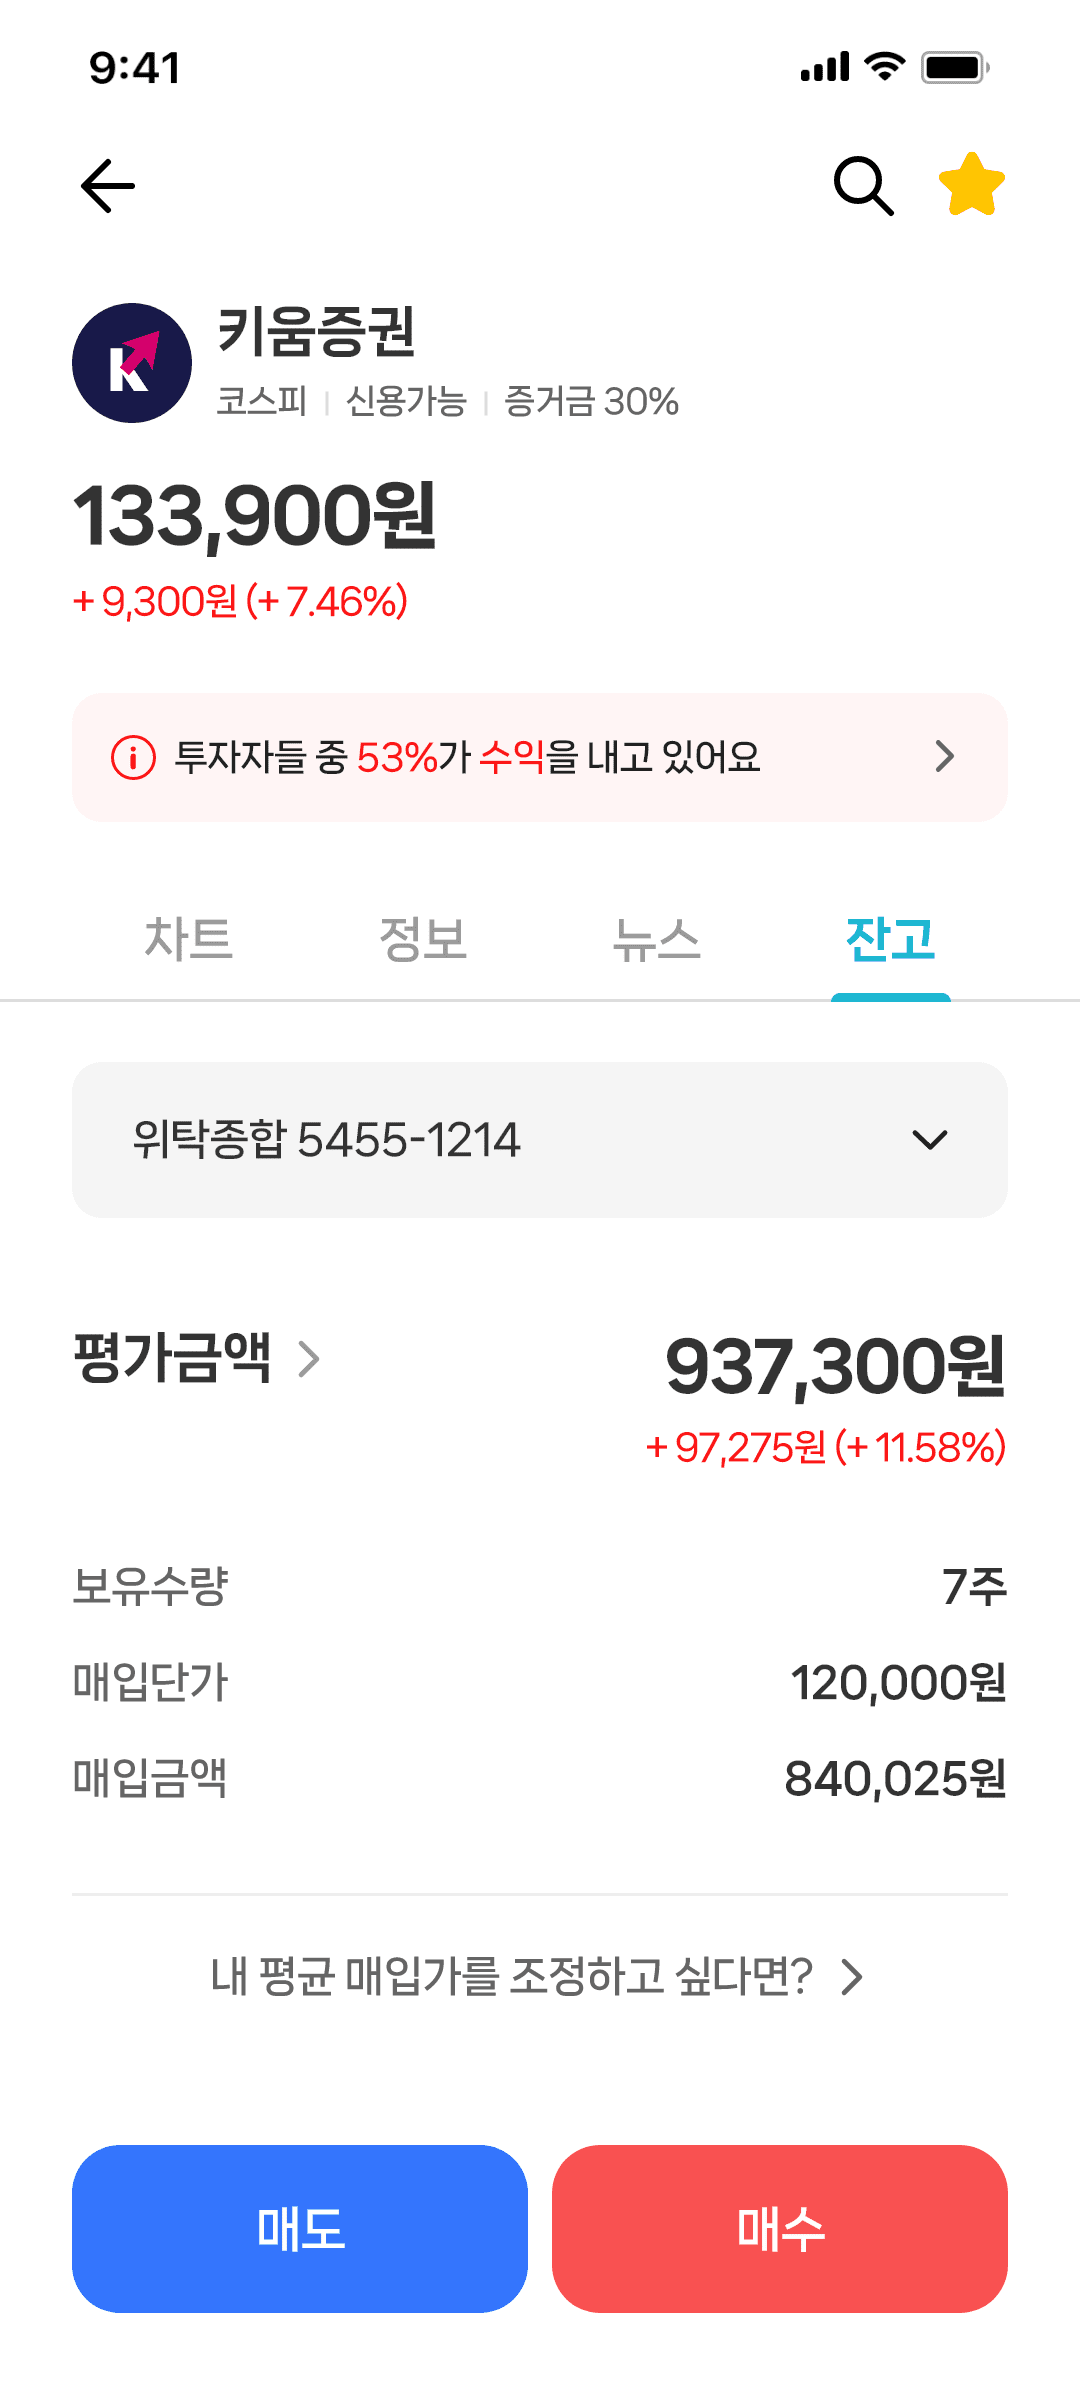 9:41
키움증권
코스피 | 신용가능 | 증거금 30%
133,900원
+ 9,300원 (+ 7.46%)
투자자들 중 53%가 수익을 내고 있어요
차트 정보 뉴스 잔고
위탁종합 5455-1214
평가금액 937,300원
+ 97,275원 (+ 11.58%)
보유수량 7주
매입단가 120,000원
매입금액 840,025원
내 평균 매입가를 조정하고 싶다면?
매도 매수